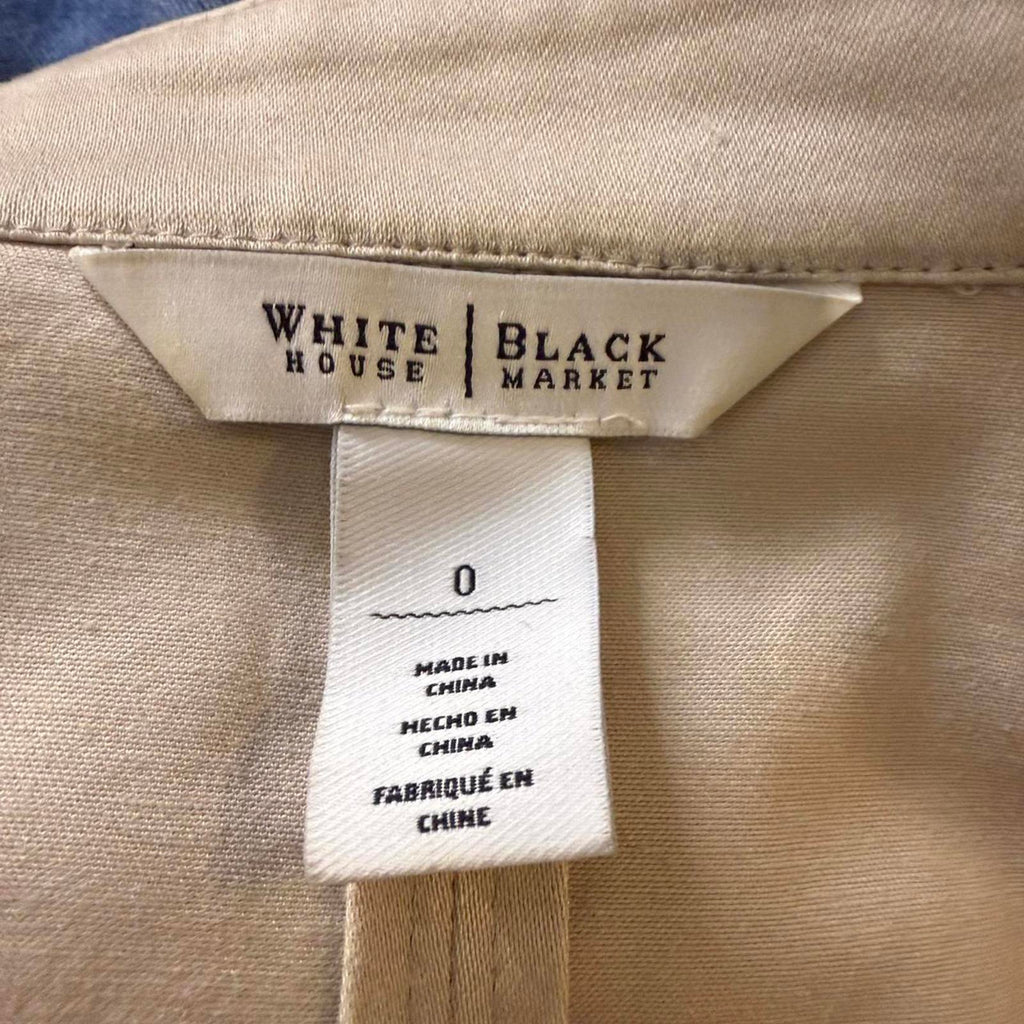 WHITE | BLACK
HOUSE | MARKET
0
MADE IN
CHINA
HECHO EN
CHINA
FABRIQUÉ EN
CHINE